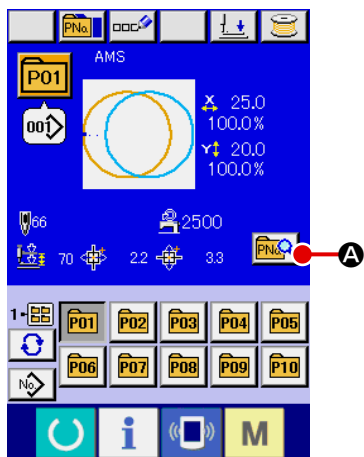 PNo.
AMS
P01
001
X 25.0
100.0%
Y 20.0
100.0%
66
2500
70 2.2 3.3
PNo.
A
1-
P01 P02 P03 P04 P05
P06 P07 P08 P09 P10
No.
i M